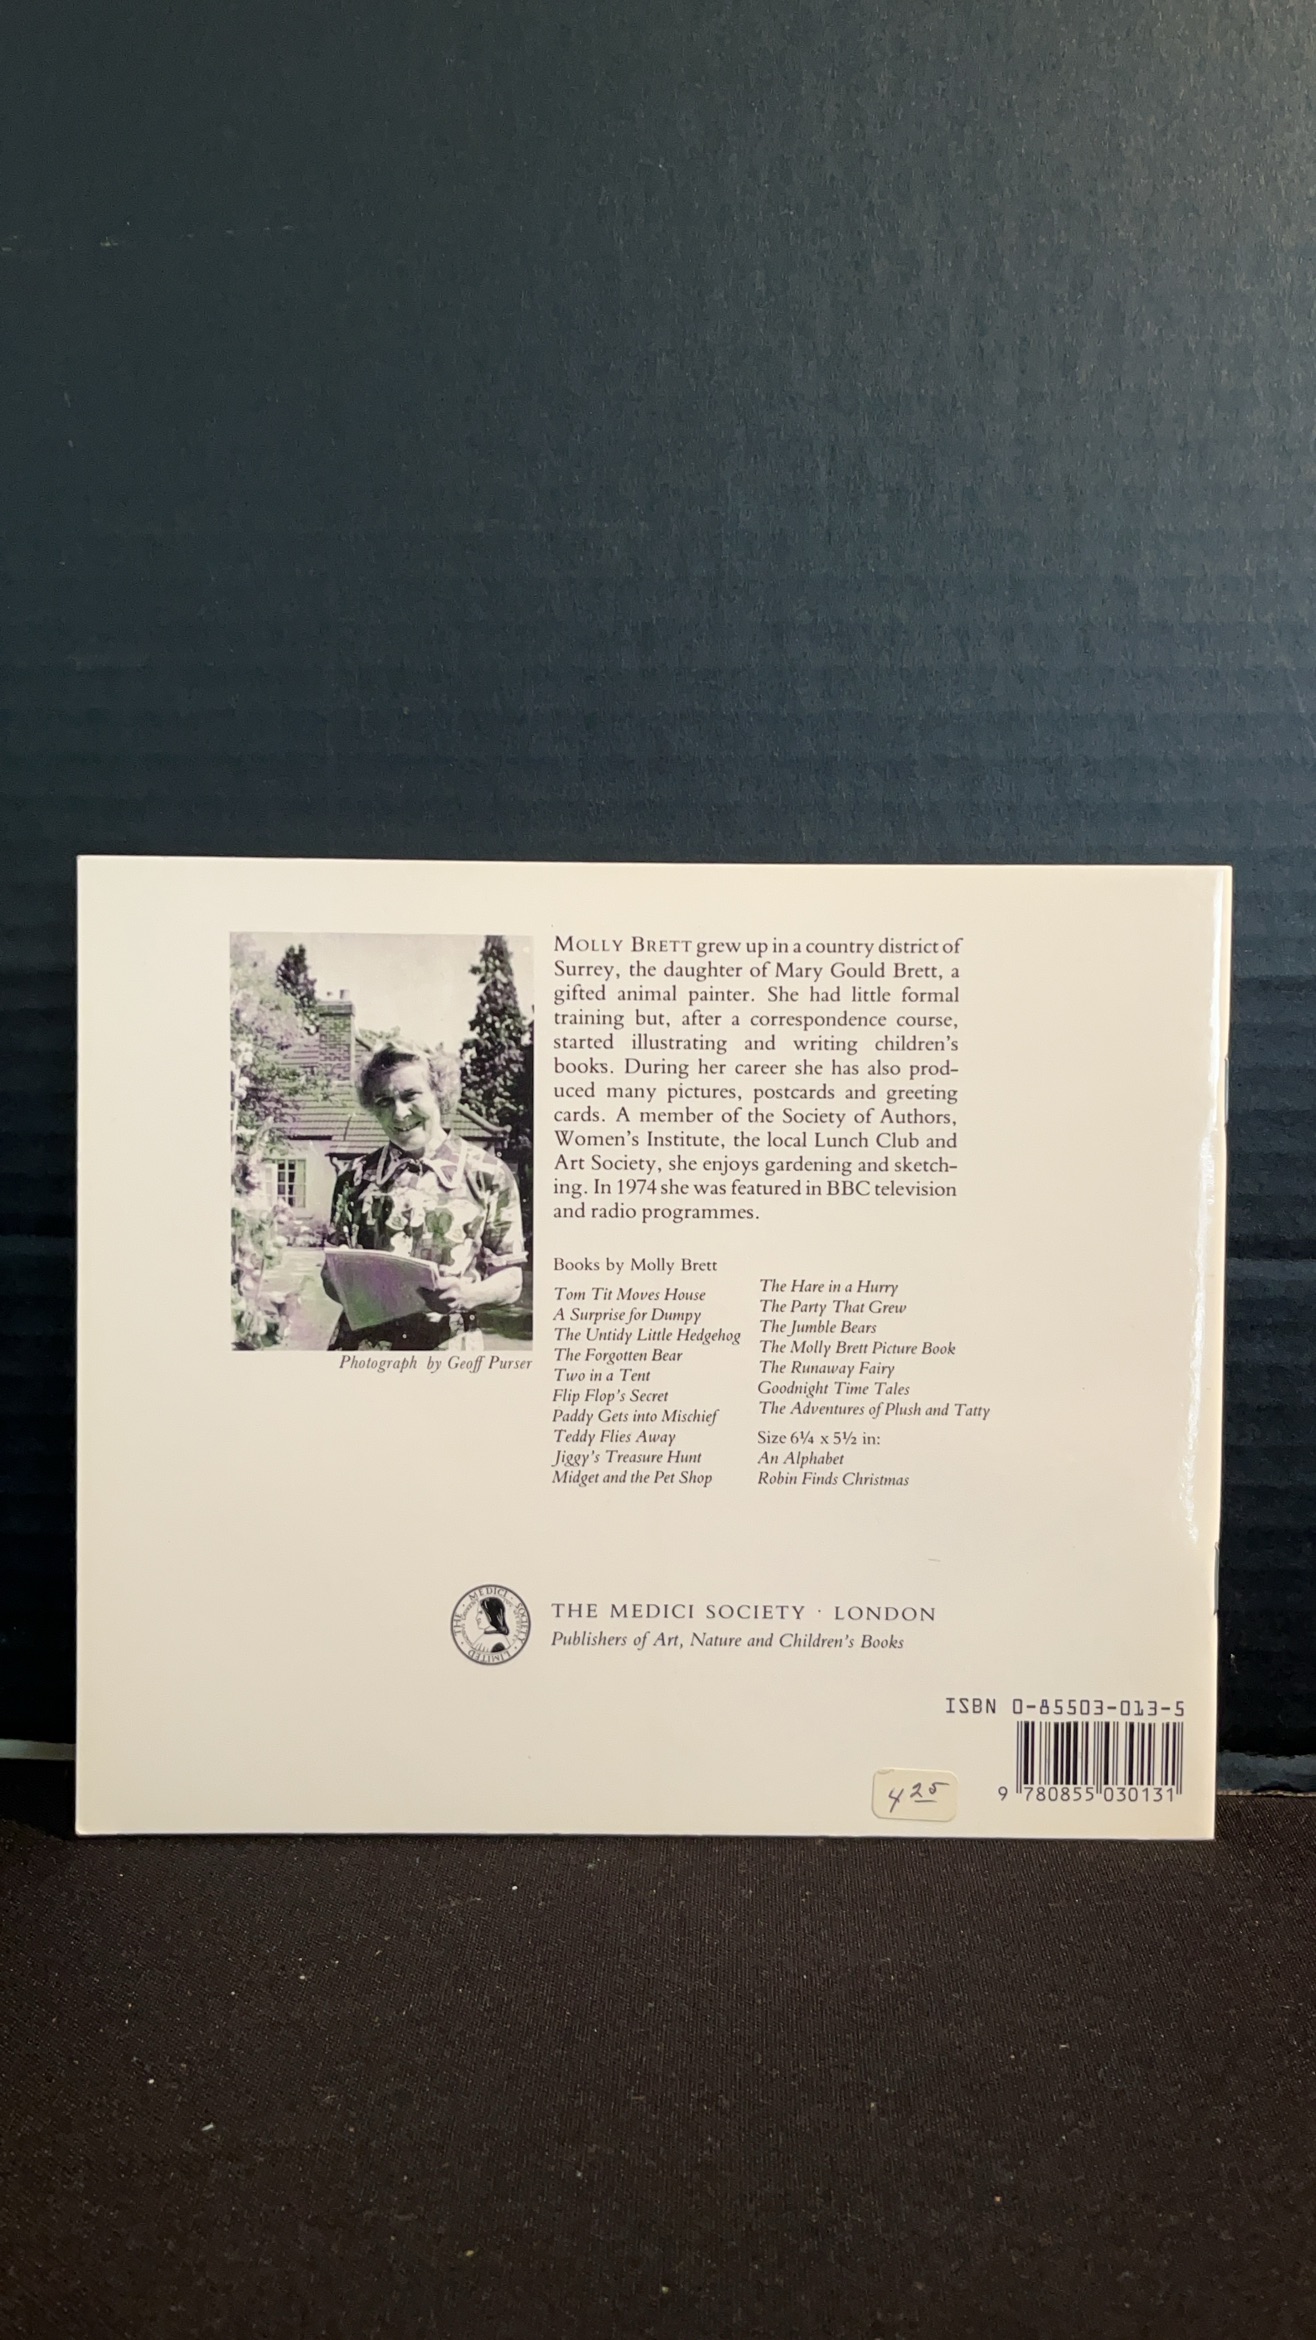 MOLLY BRETT grew up in a country district of
Surrey, the daughter of Mary Gould Brett, a
gifted animal painter. She had little formal
training but, after a correspondence course,
started illustrating and writing children's
books. During her career she has also prod-
uced many pictures, postcards and greeting
cards. A member of the Society of Authors,
Women's Institute, the local Lunch Club and
Art Society, she enjoys gardening and sketch-
ing. In 1974 she was featured in BBC television
and radio programmes.
Photograph by Geoff Purser
Books by Molly Brett
Tom Tit Moves House
A Surprise for Dumpy
The Untidy Little Hedgehog
The Forgotten Bear
Two in a Tent
Flip Flop's Secret
Paddy Gets into Mischief
Teddy Flies Away
Jiggy's Treasure Hunt
Midget and the Pet Shop
The Hare in a Hurry
The Party That Grew
The Jumble Bears
The Molly Brett Picture Book
The Runaway Fairy
Goodnight Time Tales
The Adventures of Plush and Tatty
Size 6¼ x 5½ in:
An Alphabet
Robin Finds Christmas
THE · MEDICI · SOCIETY · LIMITED ·
THE MEDICI SOCIETY · LONDON
Publishers of Art, Nature and Children's Books
ISBN 0-85503-013-5
9 780855 030131
4 25